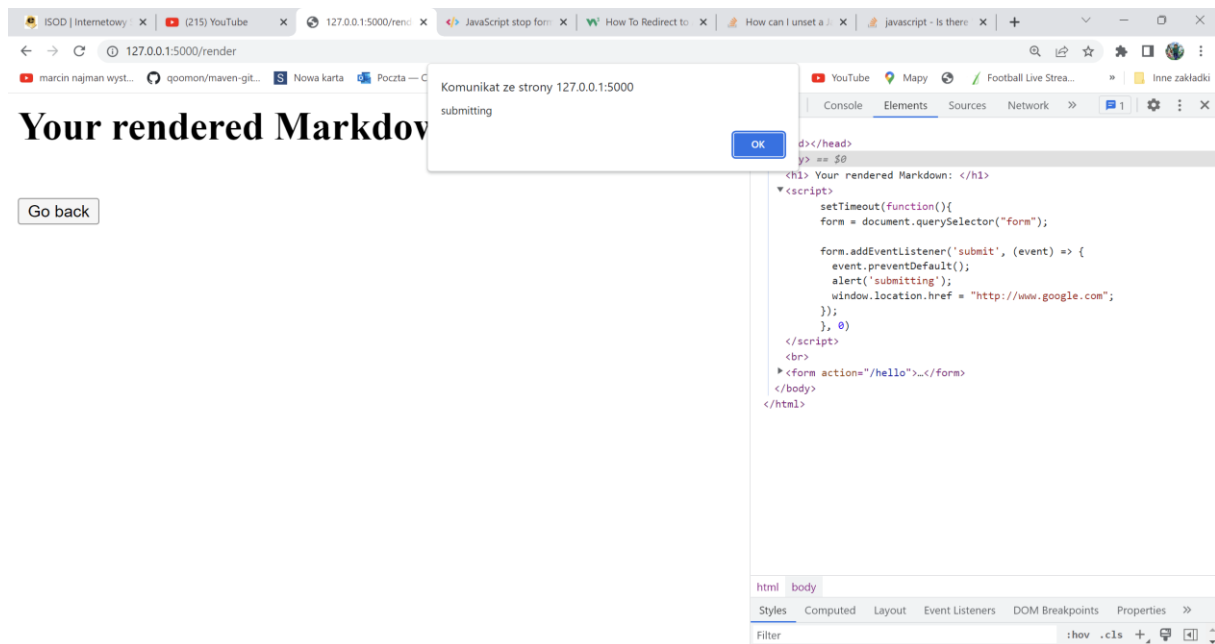 ISOD | Internetowy S
(215) YouTube
127.0.0.1:5000/rend
JavaScript stop form
How To Redirect to
How can I unset a J
javascript - Is there
127.0.0.1:5000/render
marcin najman wyst...
qoomon/maven-git...
Nowa karta
Poczta — C
YouTube
Mapy
Football Live Strea...
»
Inne zakładki
Komunikat ze strony 127.0.0.1:5000
submitting
OK
Your rendered Markdow
Go back
Console Elements Sources Network » 1
d></head>
y> == $0
<h1> Your rendered Markdown: </h1>
<script>
setTimeout(function(){
form = document.querySelector("form");
form.addEventListener('submit', (event) => {
event.preventDefault();
alert('submitting');
window.location.href = "http://www.google.com";
});
}, 0)
</script>
<br>
<form action="/hello">…</form>
</body>
</html>
html body
Styles Computed Layout Event Listeners DOM Breakpoints Properties »
Filter :hov .cls +